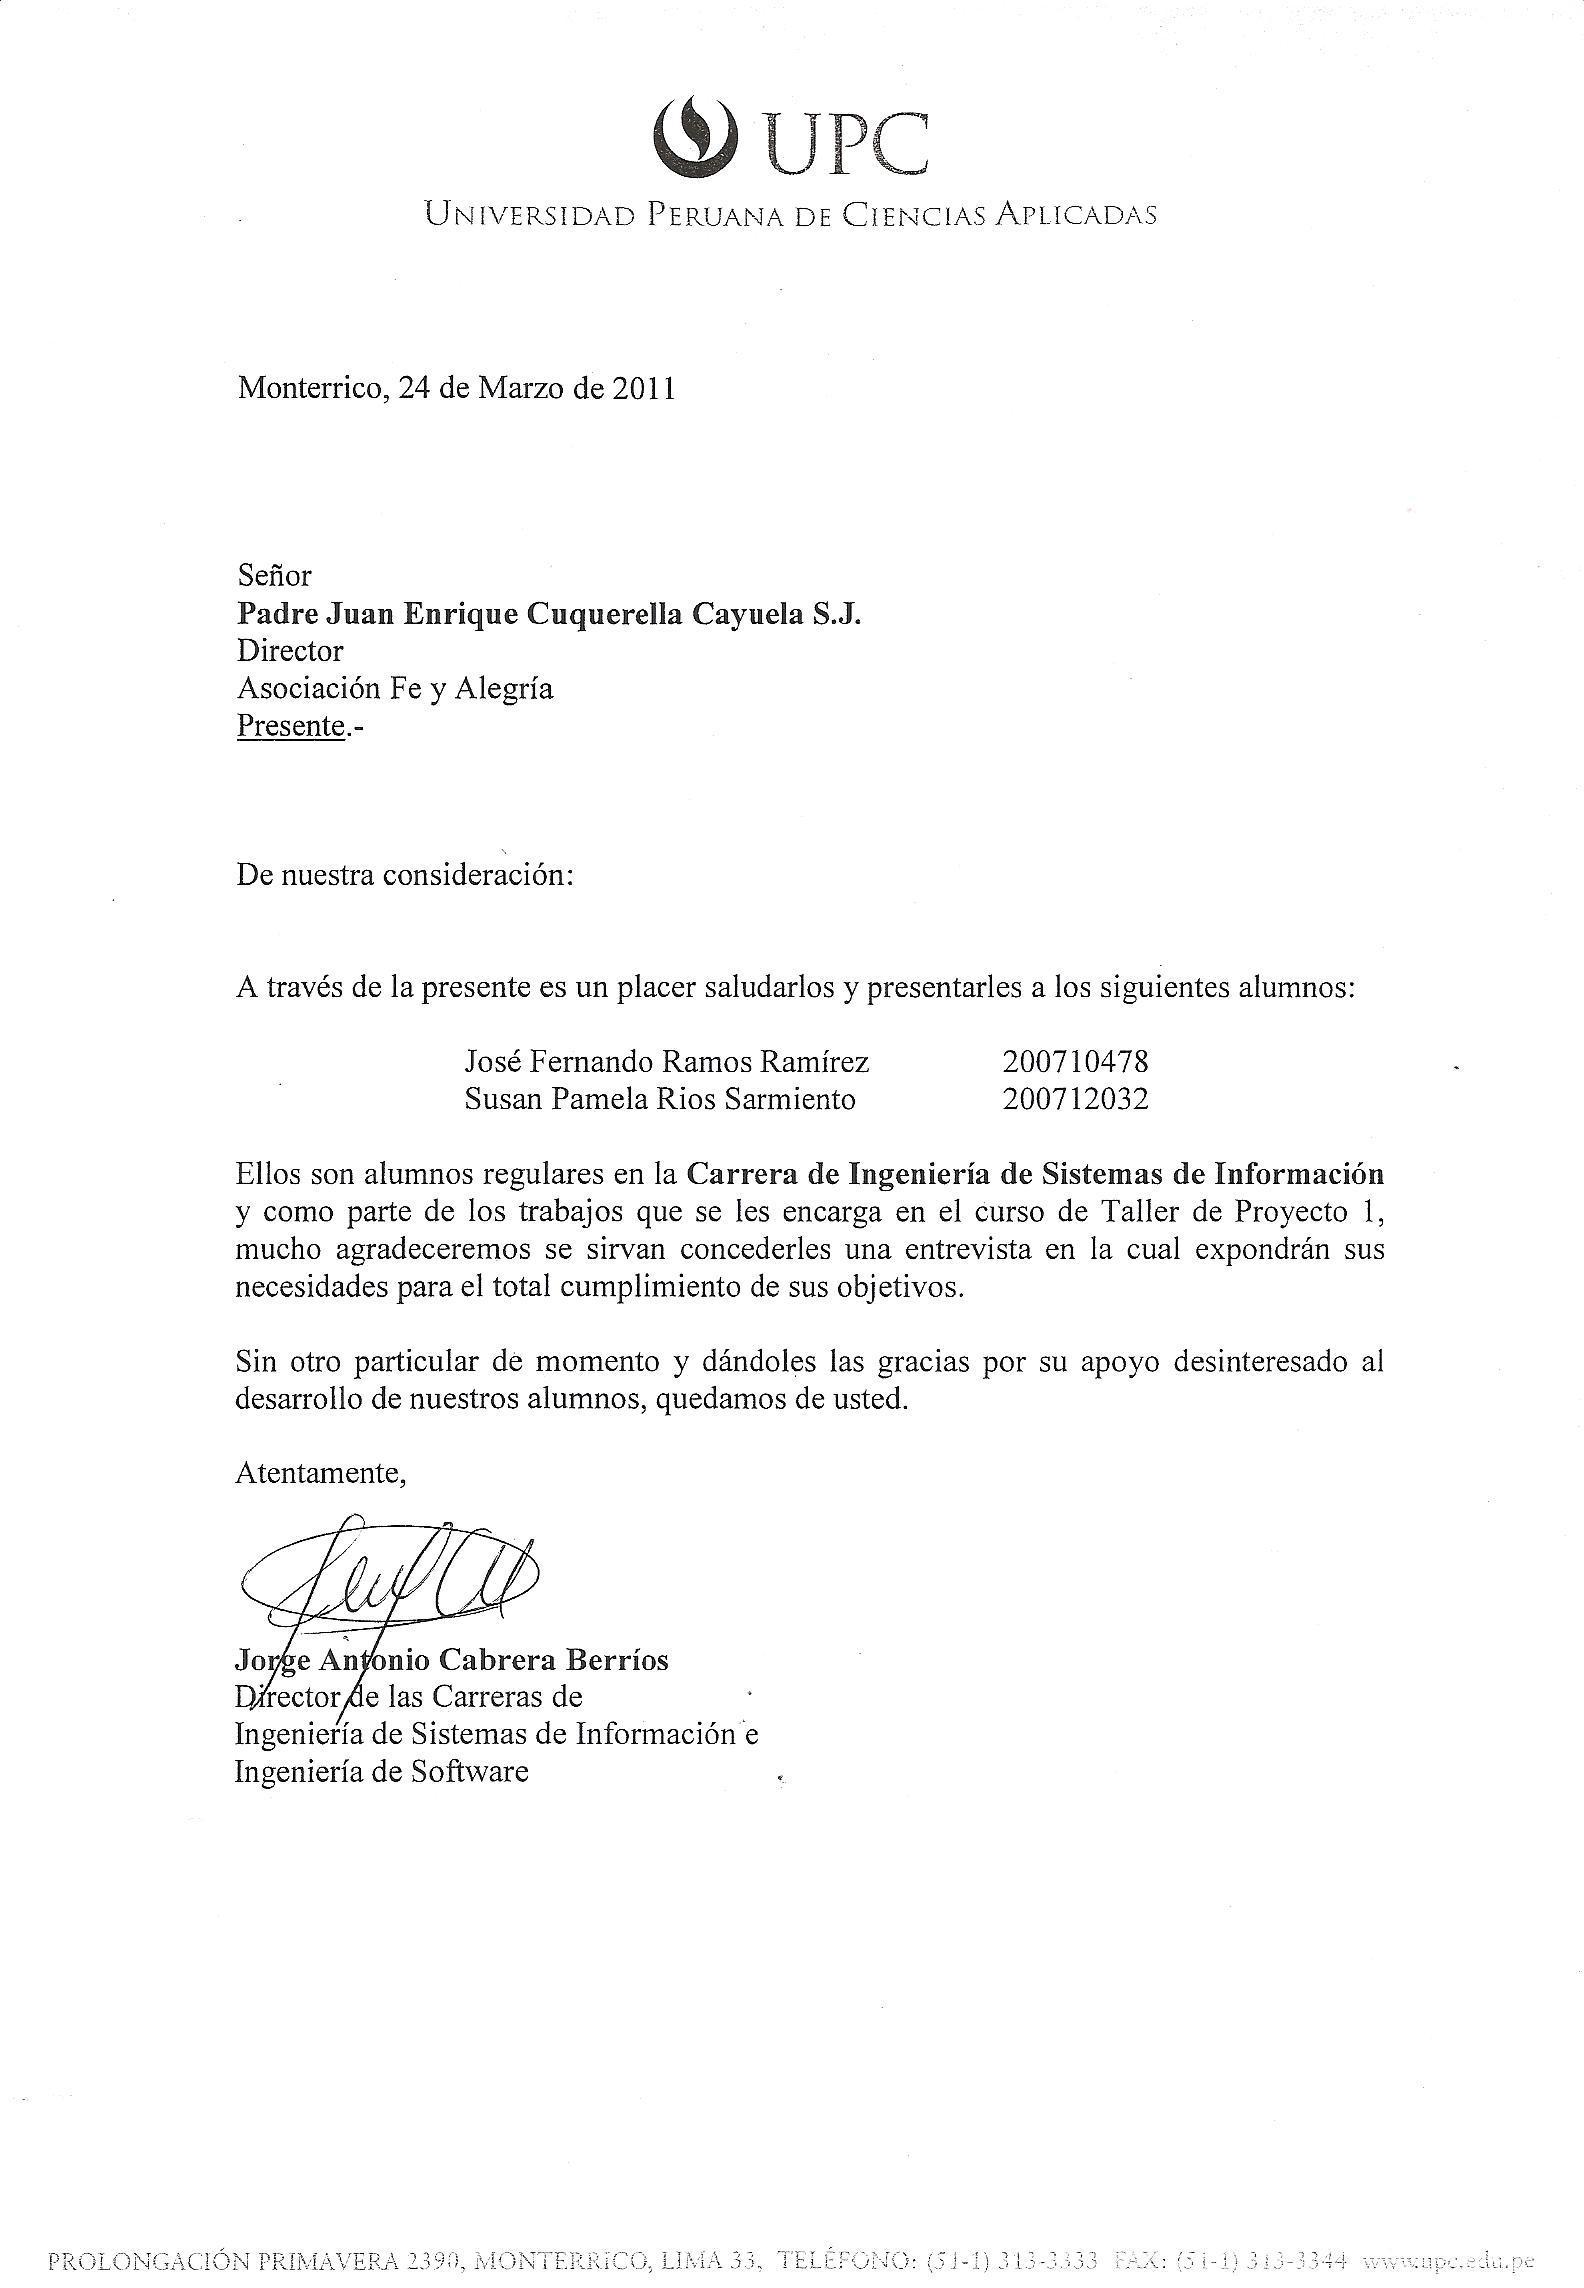 UPC
UNIVERSIDAD PERUANA DE CIENCIAS APLICADAS
Monterrico, 24 de Marzo de 2011
Señor
Padre Juan Enrique Cuquerella Cayuela S.J.
Director
Asociación Fe y Alegría
Presente.-
De nuestra consideración:
A través de la presente es un placer saludarlos y presentarles a los siguientes alumnos:
José Fernando Ramos Ramírez 200710478
Susan Pamela Rios Sarmiento 200712032
Ellos son alumnos regulares en la Carrera de Ingeniería de Sistemas de Información
y como parte de los trabajos que se les encarga en el curso de Taller de Proyecto 1,
mucho agradeceremos se sirvan concederles una entrevista en la cual expondrán sus
necesidades para el total cumplimiento de sus objetivos.
Sin otro particular de momento y dándoles las gracias por su apoyo desinteresado al
desarrollo de nuestros alumnos, quedamos de usted.
Atentamente,
Jorge Antonio Cabrera Berríos
Director de las Carreras de
Ingeniería de Sistemas de Información e
Ingeniería de Software
PROLONGACIÓN PRIMAVERA 2390, MONTERRICO, LIMA 33, TELÉFONO: (51-1) 313-3333 FAX: (51-1) 313-3344 www.upc.edu.pe